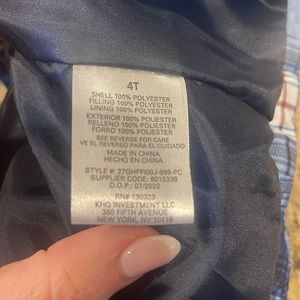 4T
SHELL 100% POLYESTER
FILLING 100% POLYESTER
LINING 100% POLYESTER
EXTERIOR 100% POLIESTER
RELLENO 100% POLIESTER
FORRO 100% POLIESTER
SEE REVERSE FOR CARE
VE EL REVERSO PARA EL CUIDADO
MADE IN CHINA
HECHO EN CHINA
STYLE #: 27GHFFI00J-999-PC
SUPPLIER CODE: 8015338
D.O.P.: 07/2022
RN# 130323
KHQ INVESTMENT LLC
350 FIFTH AVENUE
NEW YORK, NY 10118